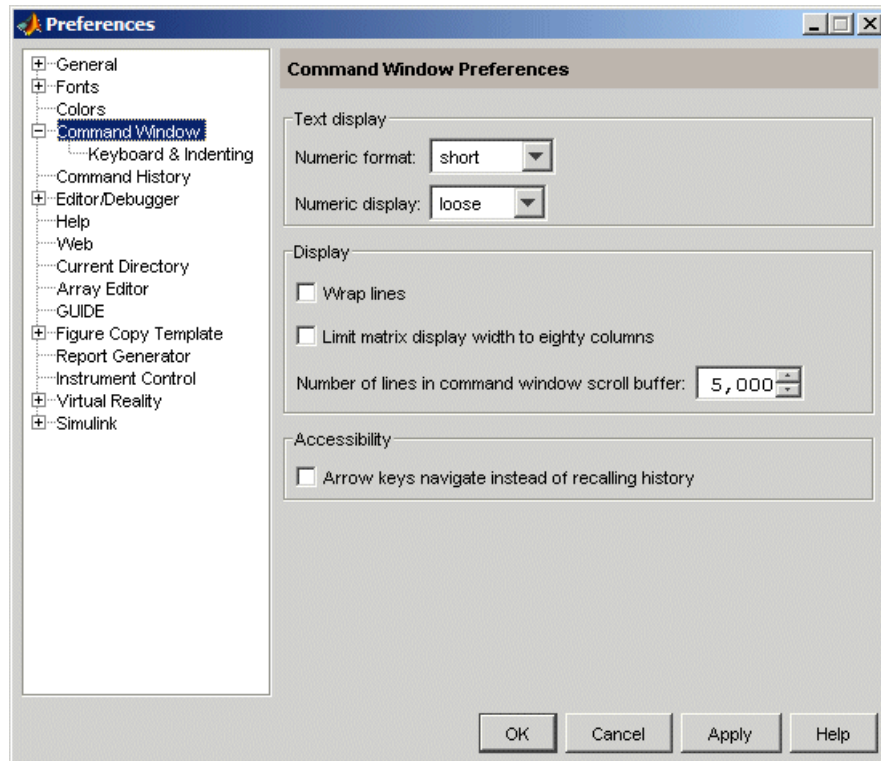 Preferences
General
Fonts
Colors
Command Window
Keyboard & Indenting
Command History
Editor/Debugger
Help
Web
Current Directory
Array Editor
GUIDE
Figure Copy Template
Report Generator
Instrument Control
Virtual Reality
Simulink
Command Window Preferences
Text display
Numeric format: short
Numeric display: loose
Display
Wrap lines
Limit matrix display width to eighty columns
Number of lines in command window scroll buffer: 5,000
Accessibility
Arrow keys navigate instead of recalling history
OK Cancel Apply Help